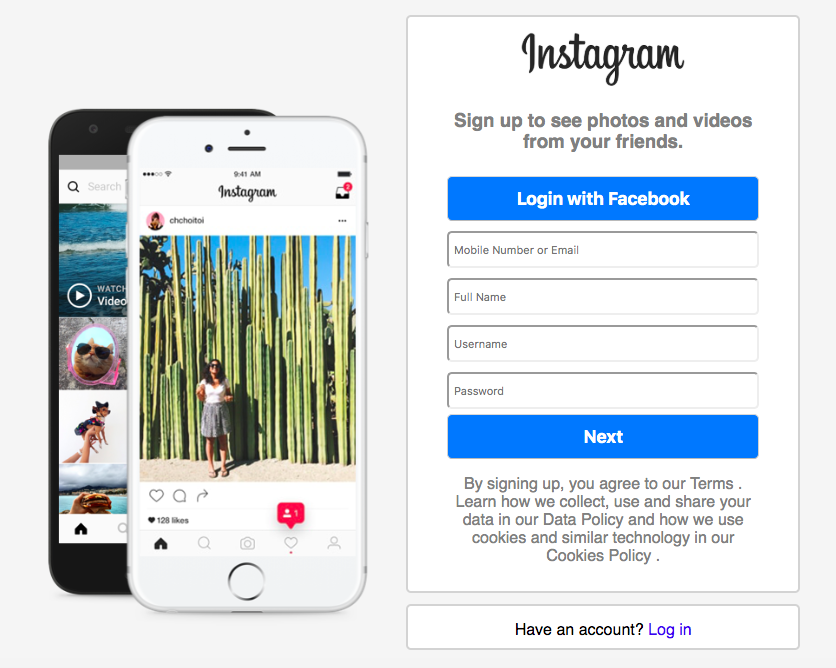 Search
WATCH
Video
9:41 AM
Instagram
2
chchoitoi
128 likes
1
Instagram
Sign up to see photos and videos
from your friends.
Login with Facebook
Mobile Number or Email
Full Name
Username
Password
Next
By signing up, you agree to our Terms .
Learn how we collect, use and share your
data in our Data Policy and how we use
cookies and similar technology in our
Cookies Policy .
Have an account? Log in